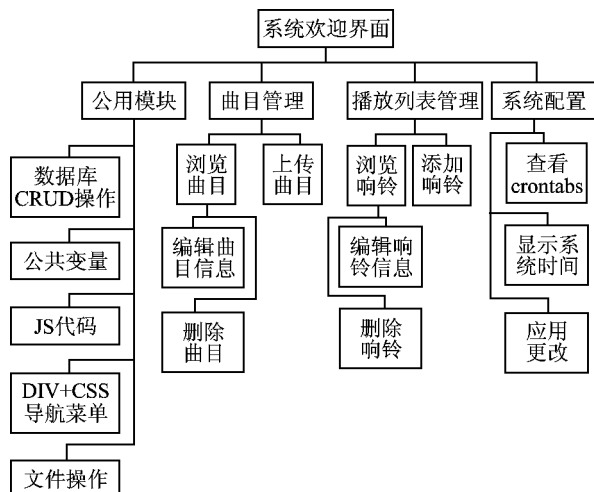 系统欢迎界面
公用模块
曲目管理
播放列表管理
系统配置
数据库
CRUD操作
公共变量
JS代码
DIV+CSS
导航菜单
文件操作
浏览
曲目
上传
曲目
编辑曲
目信息
删除
曲目
浏览
响铃
添加
响铃
编辑响
铃信息
删除
响铃
查看
crontabs
显示系
统时间
应用
更改